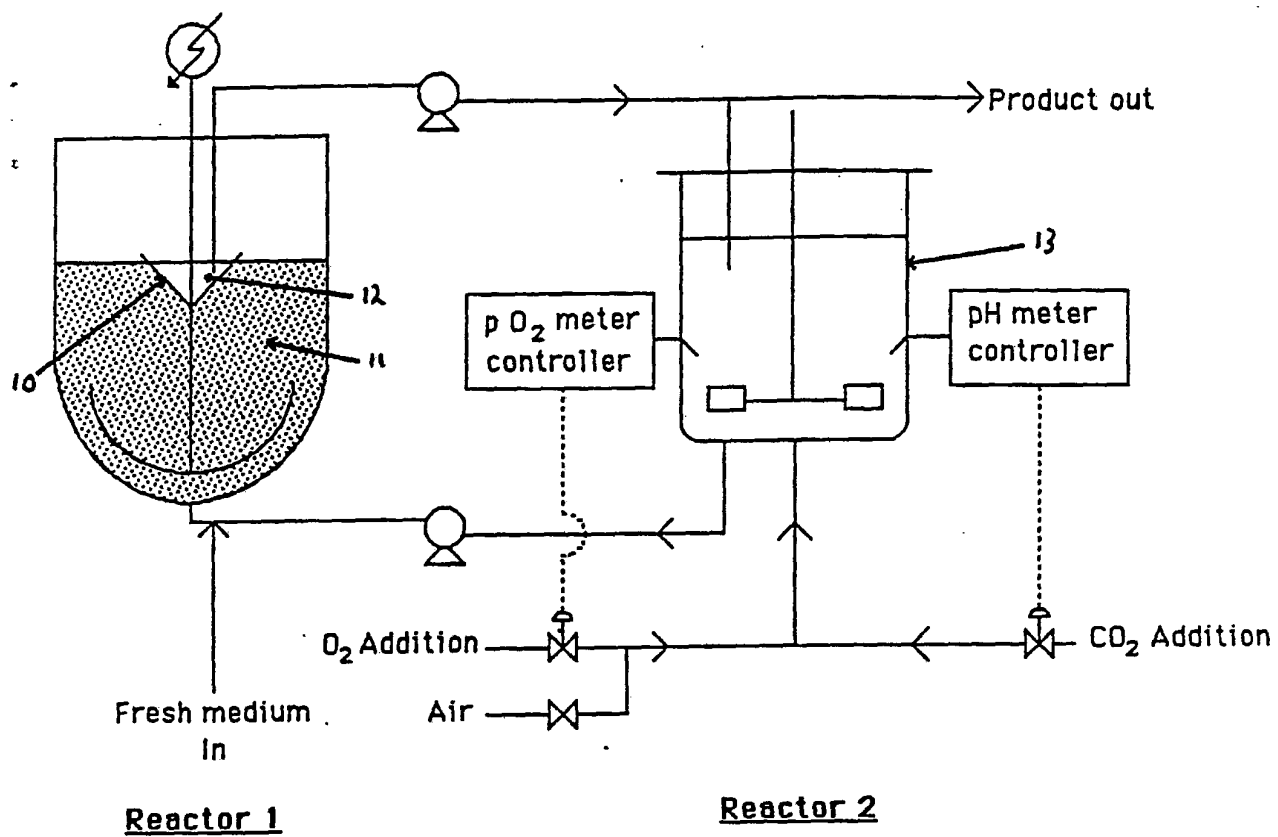 Product out
13
12
p O₂ meter
controller
pH meter
controller
10
11
O₂ Addition
CO₂ Addition
Air
Fresh medium
in
Reactor 1
Reactor 2